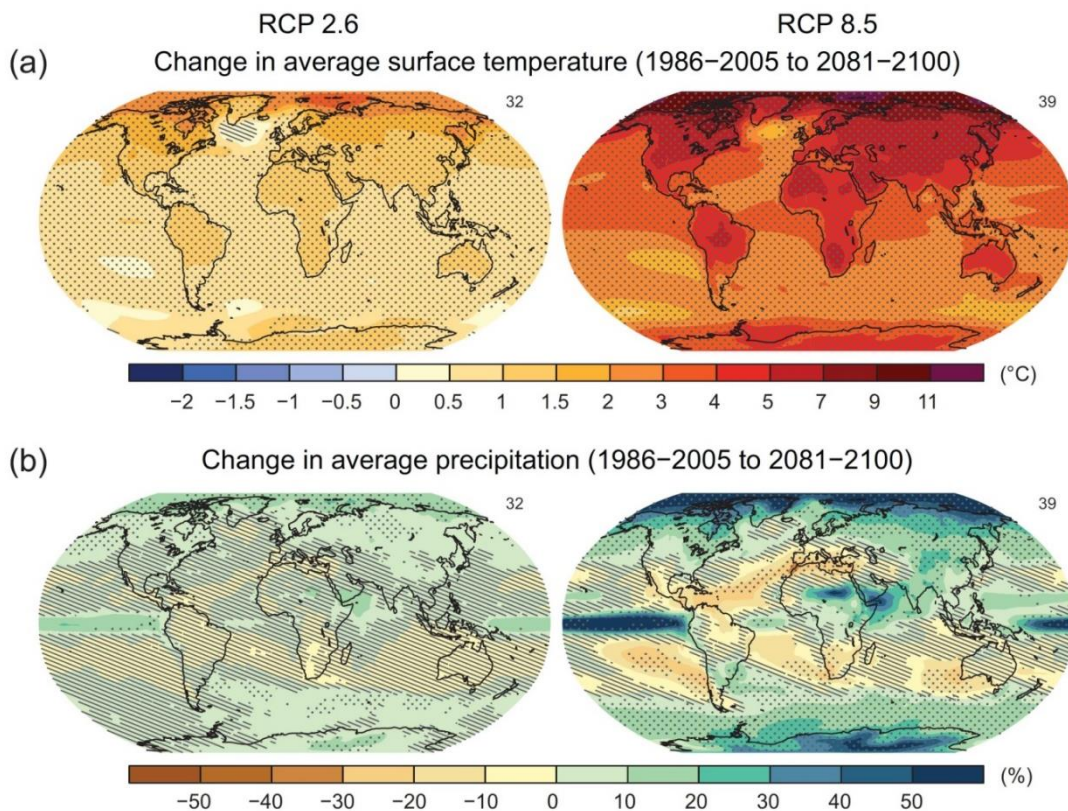 RCP 2.6 RCP 8.5
(a) Change in average surface temperature (1986−2005 to 2081−2100)
32 39
−2 −1.5 −1 −0.5 0 0.5 1 1.5 2 3 4 5 7 9 11 (°C)
(b) Change in average precipitation (1986−2005 to 2081−2100)
32 39
−50 −40 −30 −20 −10 0 10 20 30 40 50 (%)